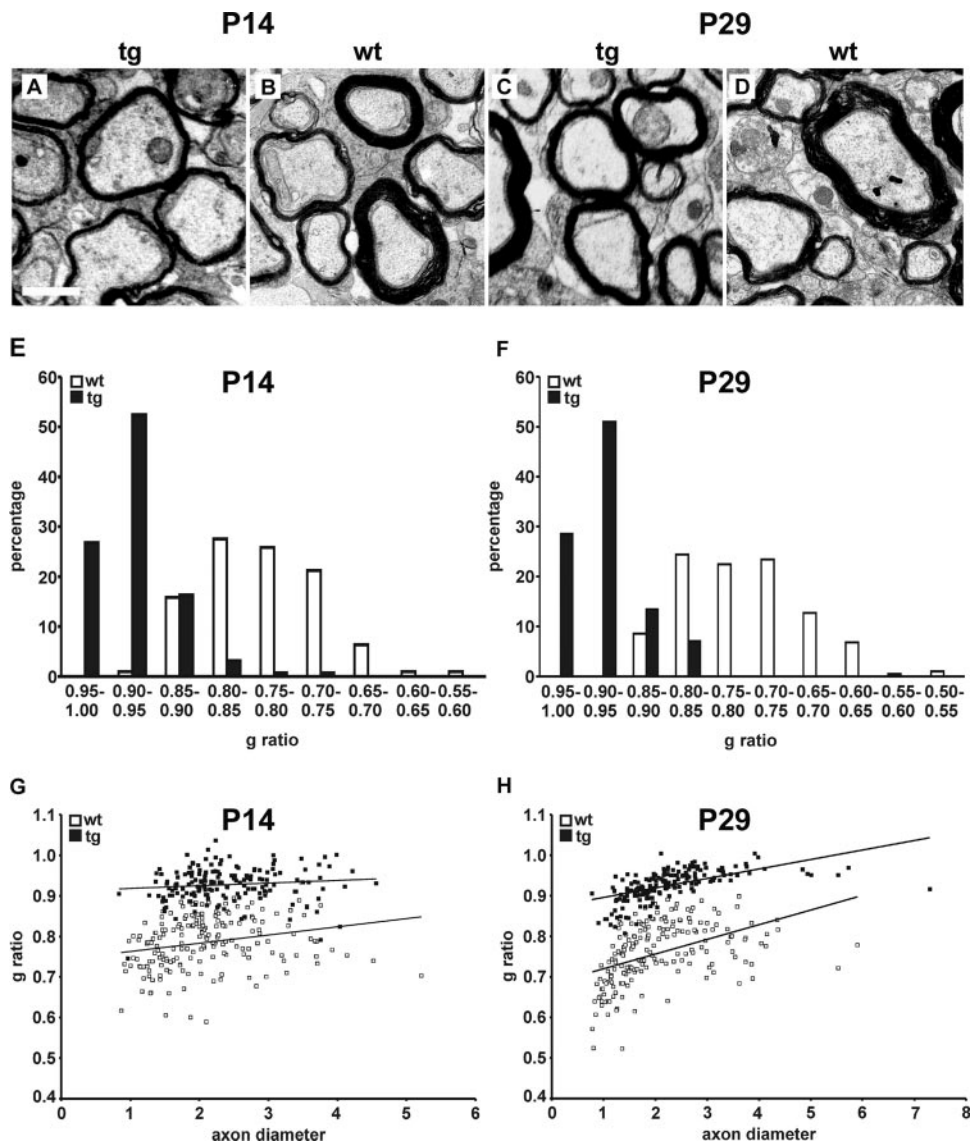 P14 P29
tg wt tg wt
A B C D
E F
P14 P29
wt wt
tg tg
percentage percentage
60 60
50 50
40 40
30 30
20 20
10 10
0 0
0.95- 0.90- 0.85- 0.80- 0.75- 0.70- 0.65- 0.60- 0.55- 0.95- 0.90- 0.85- 0.80- 0.75- 0.70- 0.65- 0.60- 0.55- 0.50-
1.00 0.95 0.90 0.85 0.80 0.75 0.70 0.65 0.60 1.00 0.95 0.90 0.85 0.80 0.75 0.70 0.65 0.60 0.55
g ratio g ratio
G H
P14 P29
wt wt
tg tg
g ratio g ratio
1.1 1.1
1.0 1.0
0.9 0.9
0.8 0.8
0.7 0.7
0.6 0.6
0.5 0.5
0.4 0.4
0 1 2 3 4 5 6 0 1 2 3 4 5 6 7 8
axon diameter axon diameter